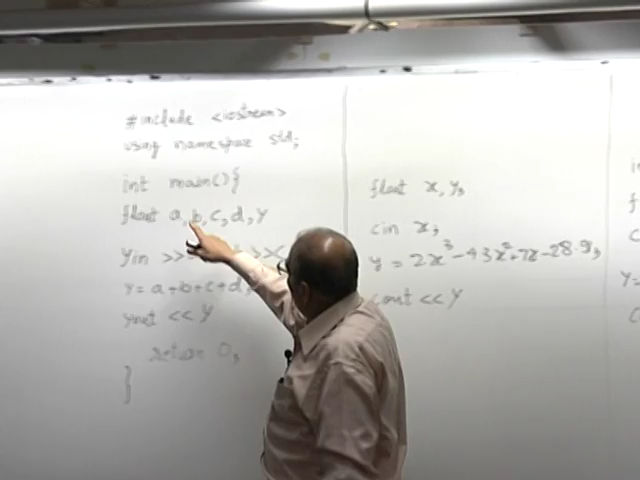 #include <iostream>
using namespace std;
int main(){
float a,b,c,d,y
yin >>
y=a+b+c+d,
yout << y
return 0,
}
float x,y,
cin x,
y = 2x³-43x²+7x-28.9,
cout << y